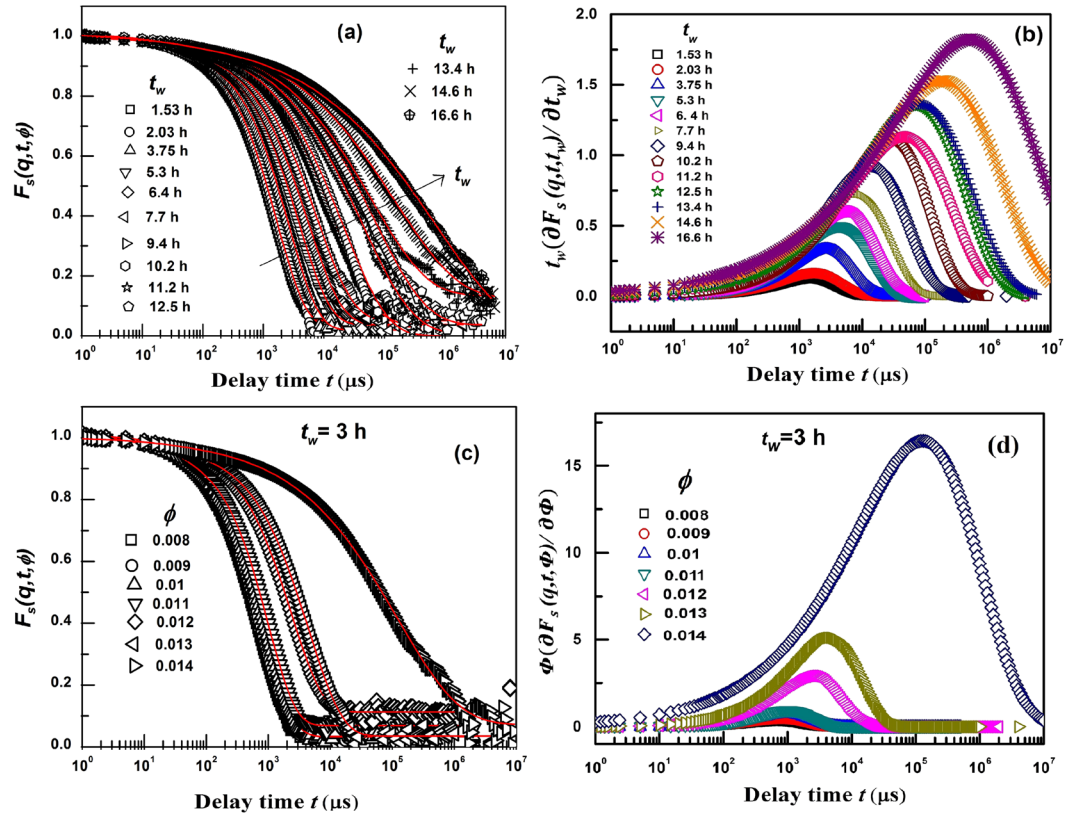 (a)
F_s(q,t,ϕ)
1.0
0.8
0.6
0.4
0.2
0.0
t_w
1.53 h
2.03 h
3.75 h
5.3 h
6.4 h
7.7 h
9.4 h
10.2 h
11.2 h
12.5 h
t_w
13.4 h
14.6 h
16.6 h
t_w
10^0 10^1 10^2 10^3 10^4 10^5 10^6 10^7
Delay time t (μs)
(b)
t_w(∂F_s(q,t,t_w)/∂t_w)
2.0
1.5
1.0
0.5
0.0
t_w
1.53 h
2.03 h
3.75 h
5.3 h
6.4 h
7.7 h
9.4 h
10.2 h
11.2 h
12.5 h
13.4 h
14.6 h
16.6 h
10^0 10^1 10^2 10^3 10^4 10^5 10^6 10^7
Delay time t (μs)
t_w= 3 h
(c)
F_s(q,t,ϕ)
1.0
0.8
0.6
0.4
0.2
0.0
ϕ
0.008
0.009
0.01
0.011
0.012
0.013
0.014
10^0 10^1 10^2 10^3 10^4 10^5 10^6 10^7
Delay time t (μs)
t_w=3 h
(d)
Φ(∂F_s(q,t,Φ)/∂Φ)
15
10
5
0
ϕ
0.008
0.009
0.01
0.011
0.012
0.013
0.014
10^0 10^1 10^2 10^3 10^4 10^5 10^6 10^7
Delay time t (μs)